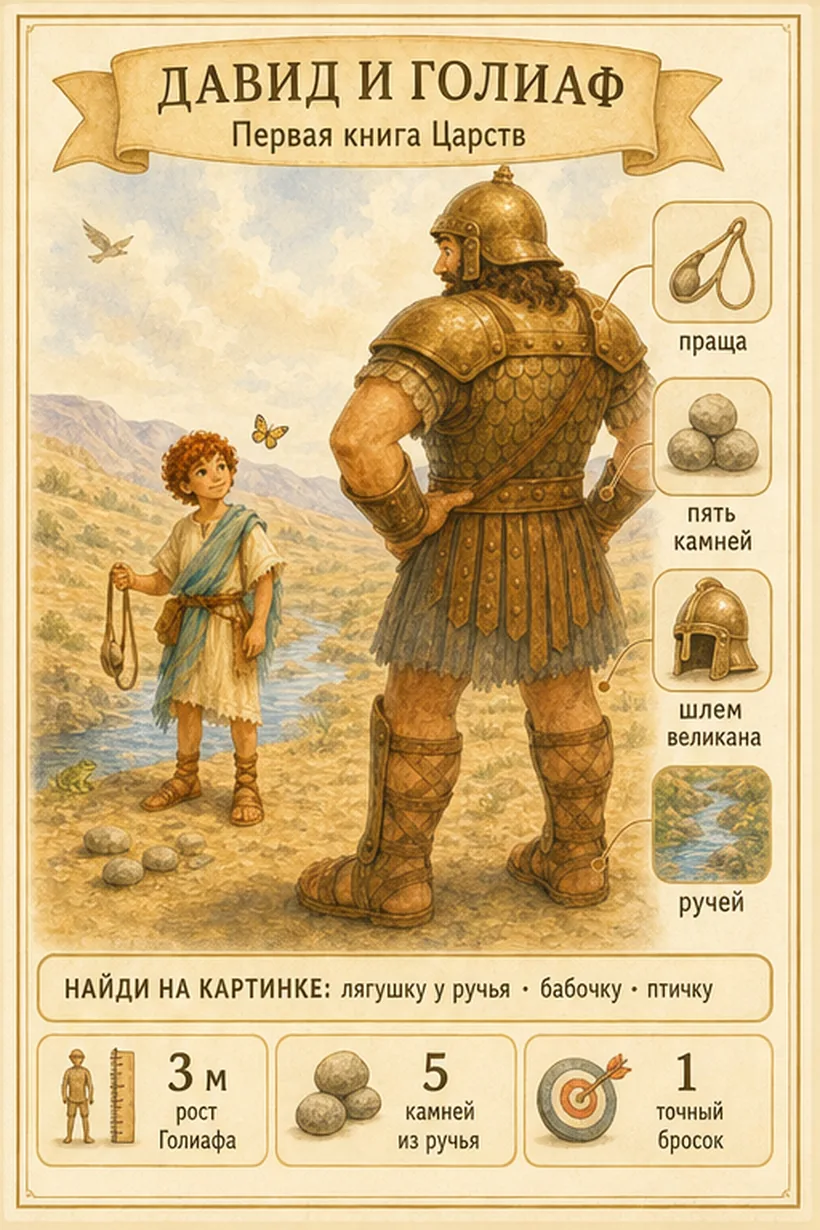 ДАВИД И ГОЛИАФ
Первая книга Царств
праща
пять
камней
шлем
великана
ручей
НАЙДИ НА КАРТИНКЕ: лягушку у ручья • бабочку • птичку
3 м
рост
Голиафа
5
камней
из ручья
1
точный
бросок